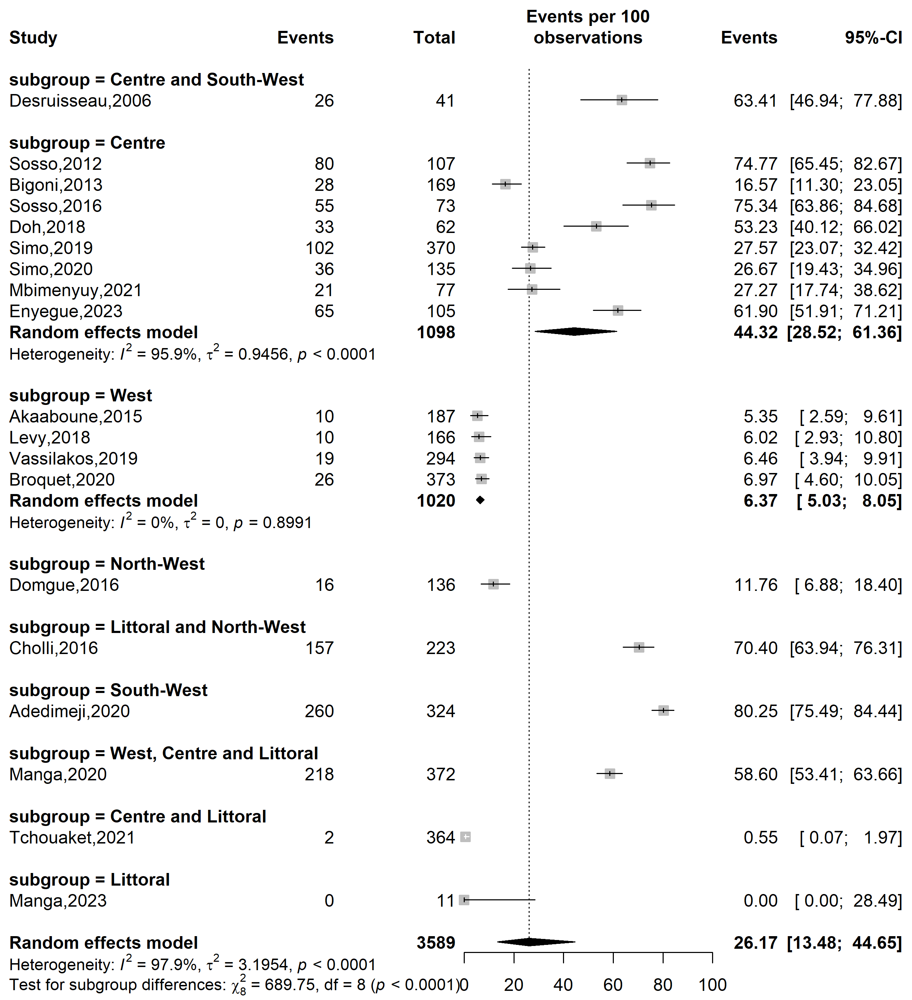 Events per 100
Study Events Total observations Events 95%-CI
subgroup = Centre and South-West
Desruisseau,2006 26 41 63.41 [46.94; 77.88]
subgroup = Centre
Sosso,2012 80 107 74.77 [65.45; 82.67]
Bigoni,2013 28 169 16.57 [11.30; 23.05]
Sosso,2016 55 73 75.34 [63.86; 84.68]
Doh,2018 33 62 53.23 [40.12; 66.02]
Simo,2019 102 370 27.57 [23.07; 32.42]
Simo,2020 36 135 26.67 [19.43; 34.96]
Mbimenyuy,2021 21 77 27.27 [17.74; 38.62]
Enyegue,2023 65 105 61.90 [51.91; 71.21]
Random effects model 1098 44.32 [28.52; 61.36]
Heterogeneity: I² = 95.9%, τ² = 0.9456, p < 0.0001
subgroup = West
Akaaboune,2015 10 187 5.35 [ 2.59; 9.61]
Levy,2018 10 166 6.02 [ 2.93; 10.80]
Vassilakos,2019 19 294 6.46 [ 3.94; 9.91]
Broquet,2020 26 373 6.97 [ 4.60; 10.05]
Random effects model 1020 6.37 [ 5.03; 8.05]
Heterogeneity: I² = 0%, τ² = 0, p = 0.8991
subgroup = North-West
Domgue,2016 16 136 11.76 [ 6.88; 18.40]
subgroup = Littoral and North-West
Cholli,2016 157 223 70.40 [63.94; 76.31]
subgroup = South-West
Adedimeji,2020 260 324 80.25 [75.49; 84.44]
subgroup = West, Centre and Littoral
Manga,2020 218 372 58.60 [53.41; 63.66]
subgroup = Centre and Littoral
Tchouaket,2021 2 364 0.55 [ 0.07; 1.97]
subgroup = Littoral
Manga,2023 0 11 0.00 [ 0.00; 28.49]
Random effects model 3589 26.17 [13.48; 44.65]
Heterogeneity: I² = 97.9%, τ² = 3.1954, p < 0.0001
Test for subgroup differences: χ²₈ = 689.75, df = 8 (p < 0.0001)
0 20 40 60 80 100